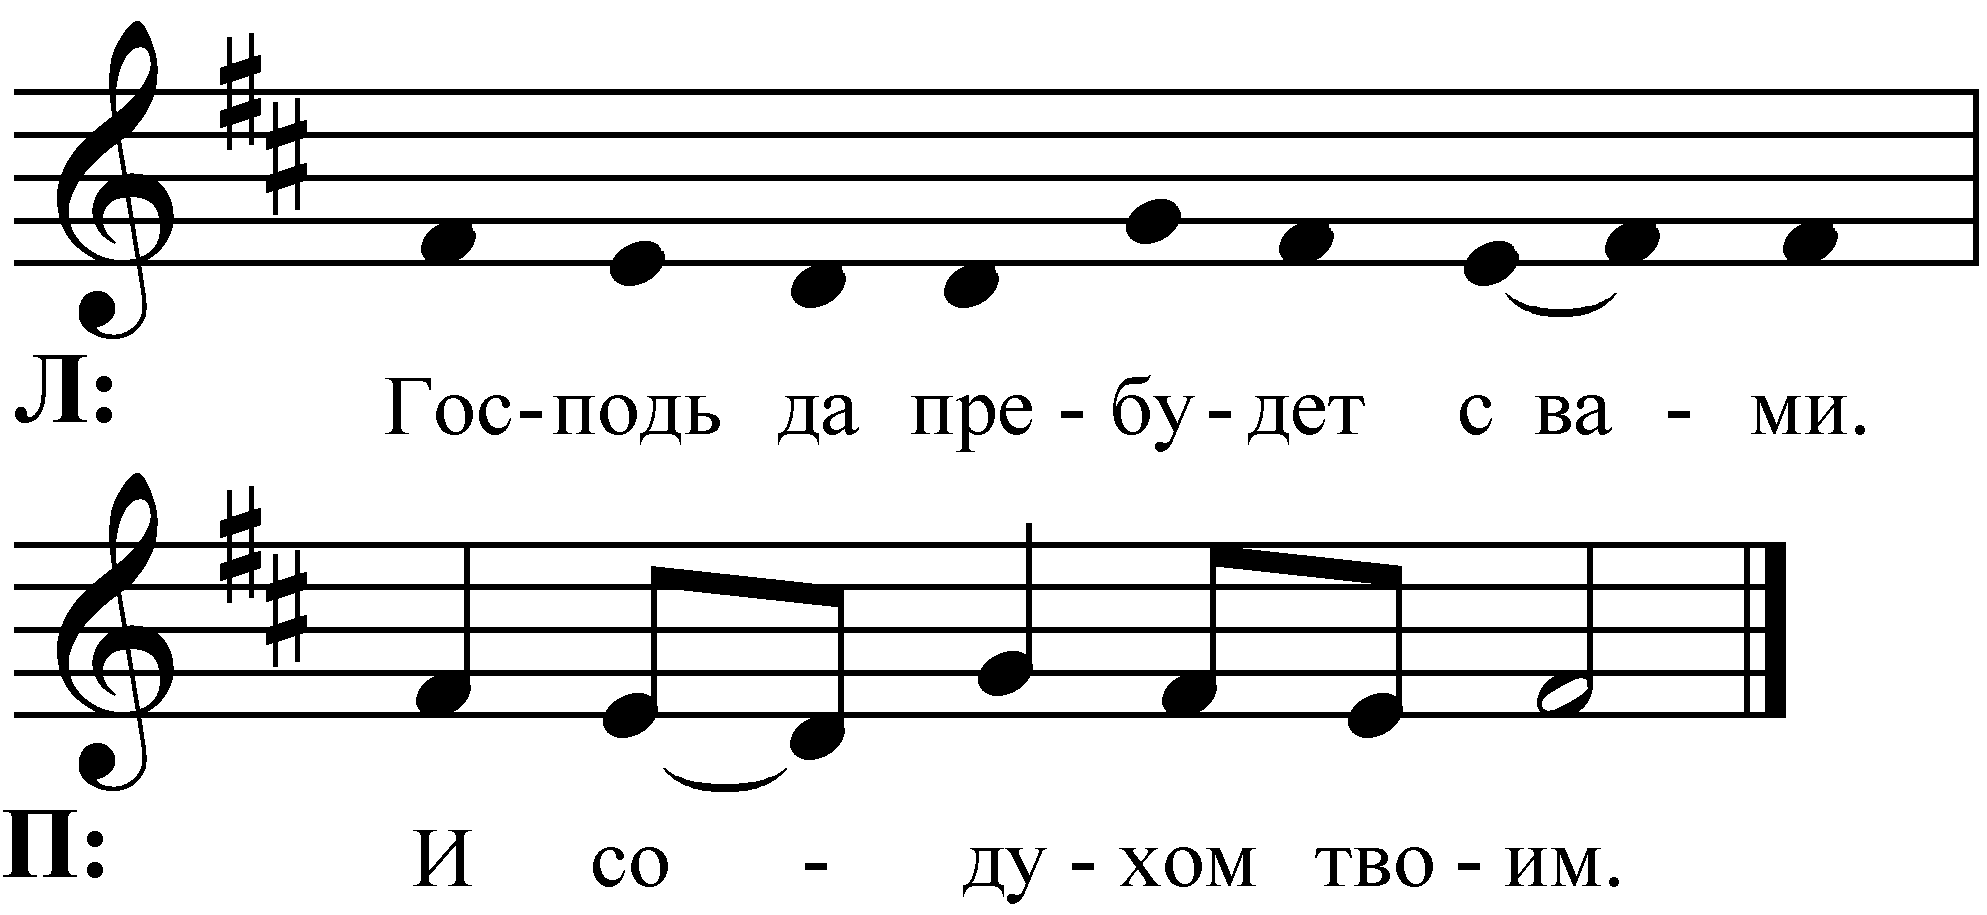 Л: Гос-подь да пре - бу - дет с ва - ми.
П: И со - ду - хом тво - им.